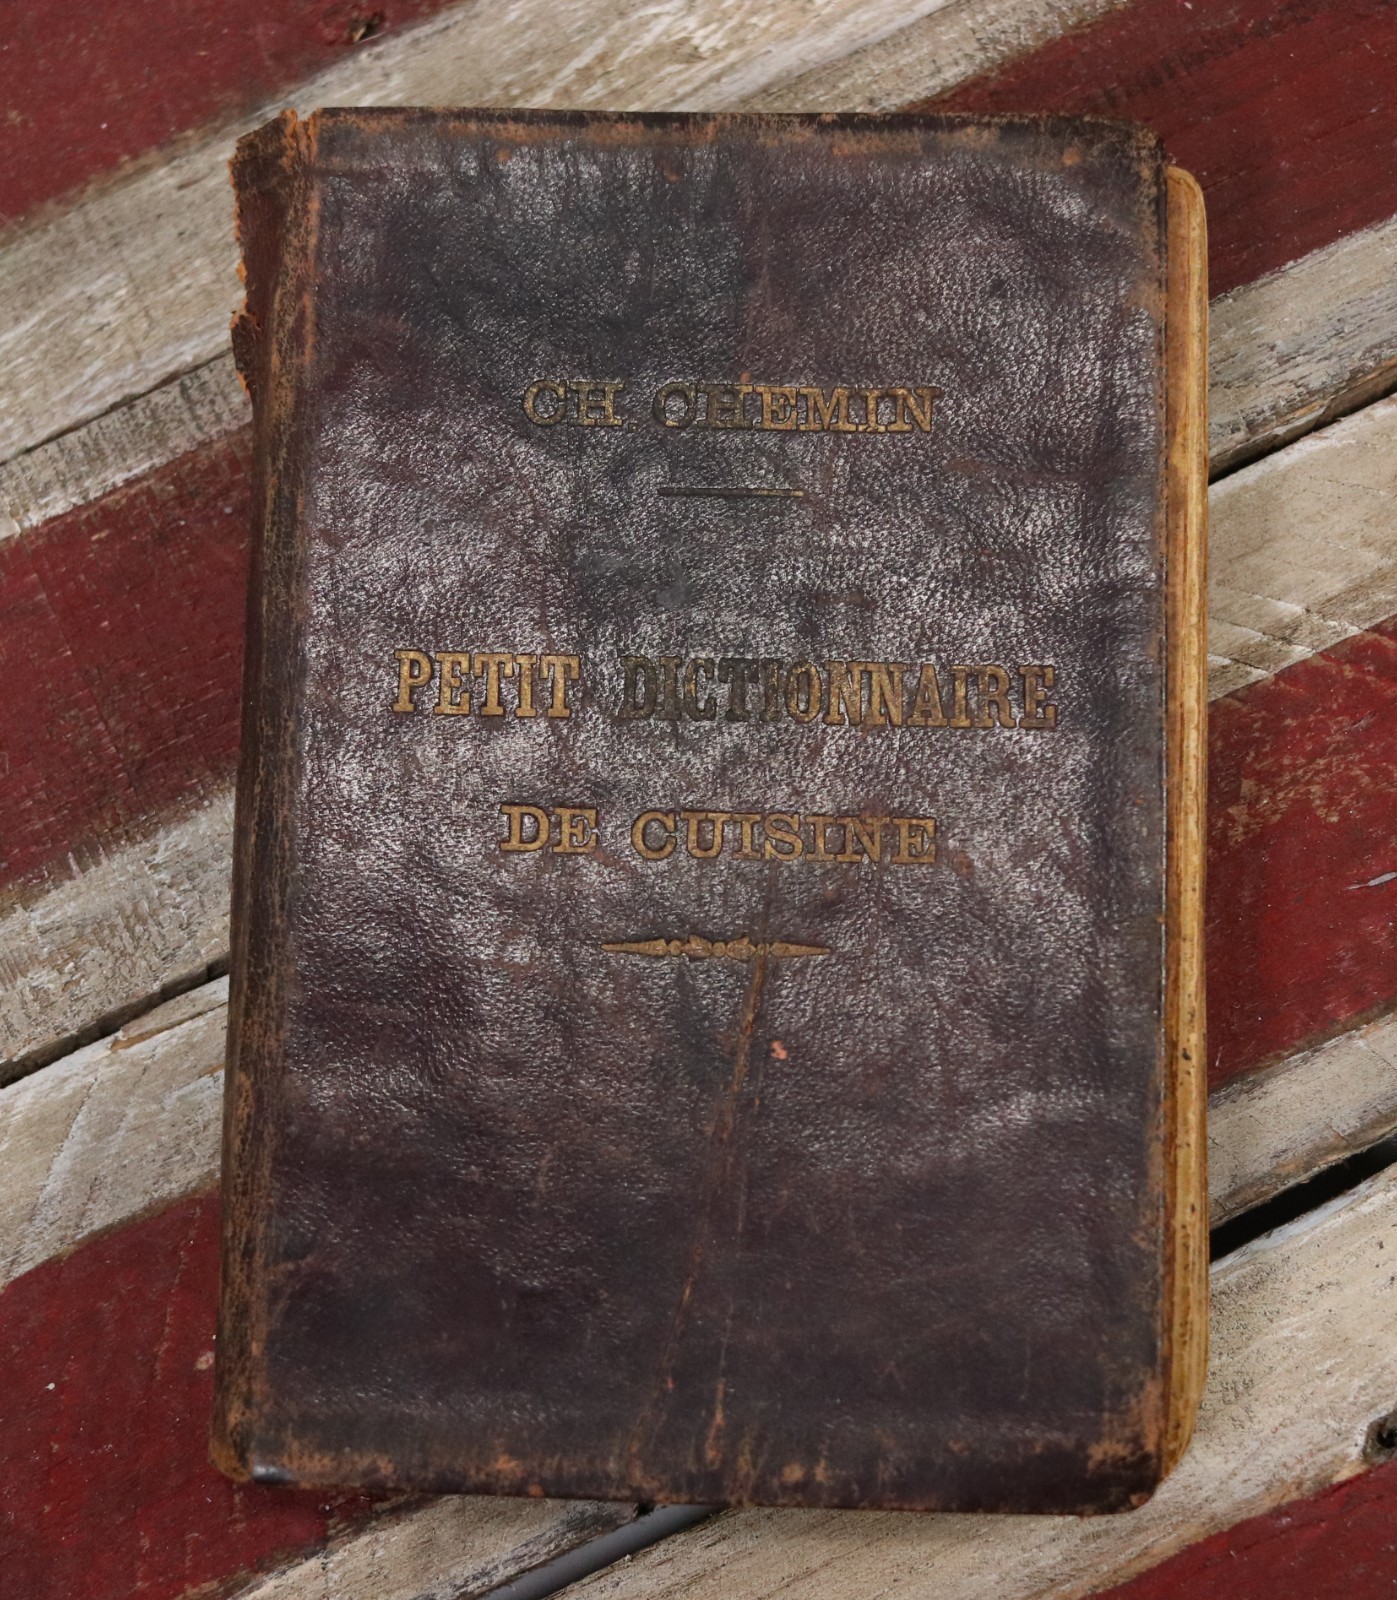 CH CHEMIN
PETIT DICTIONNAIRE
DE CUISINE